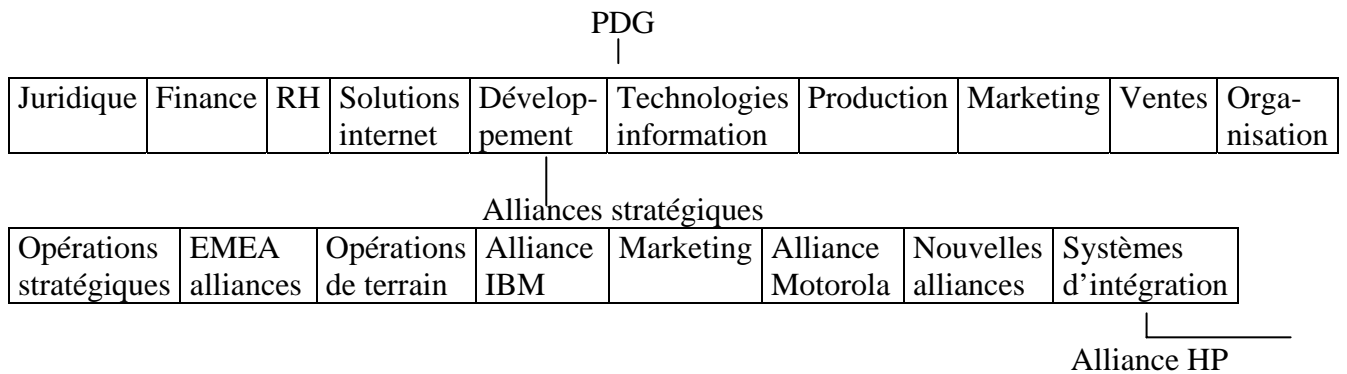 PDG
Juridique Finance RH Solutions Dévelop- Technologies Production Marketing Ventes Orga-
internet pement information nisation
Alliances stratégiques
Opérations EMEA Opérations Alliance Marketing Alliance Nouvelles Systèmes
stratégiques alliances de terrain IBM Motorola alliances d’intégration
Alliance HP